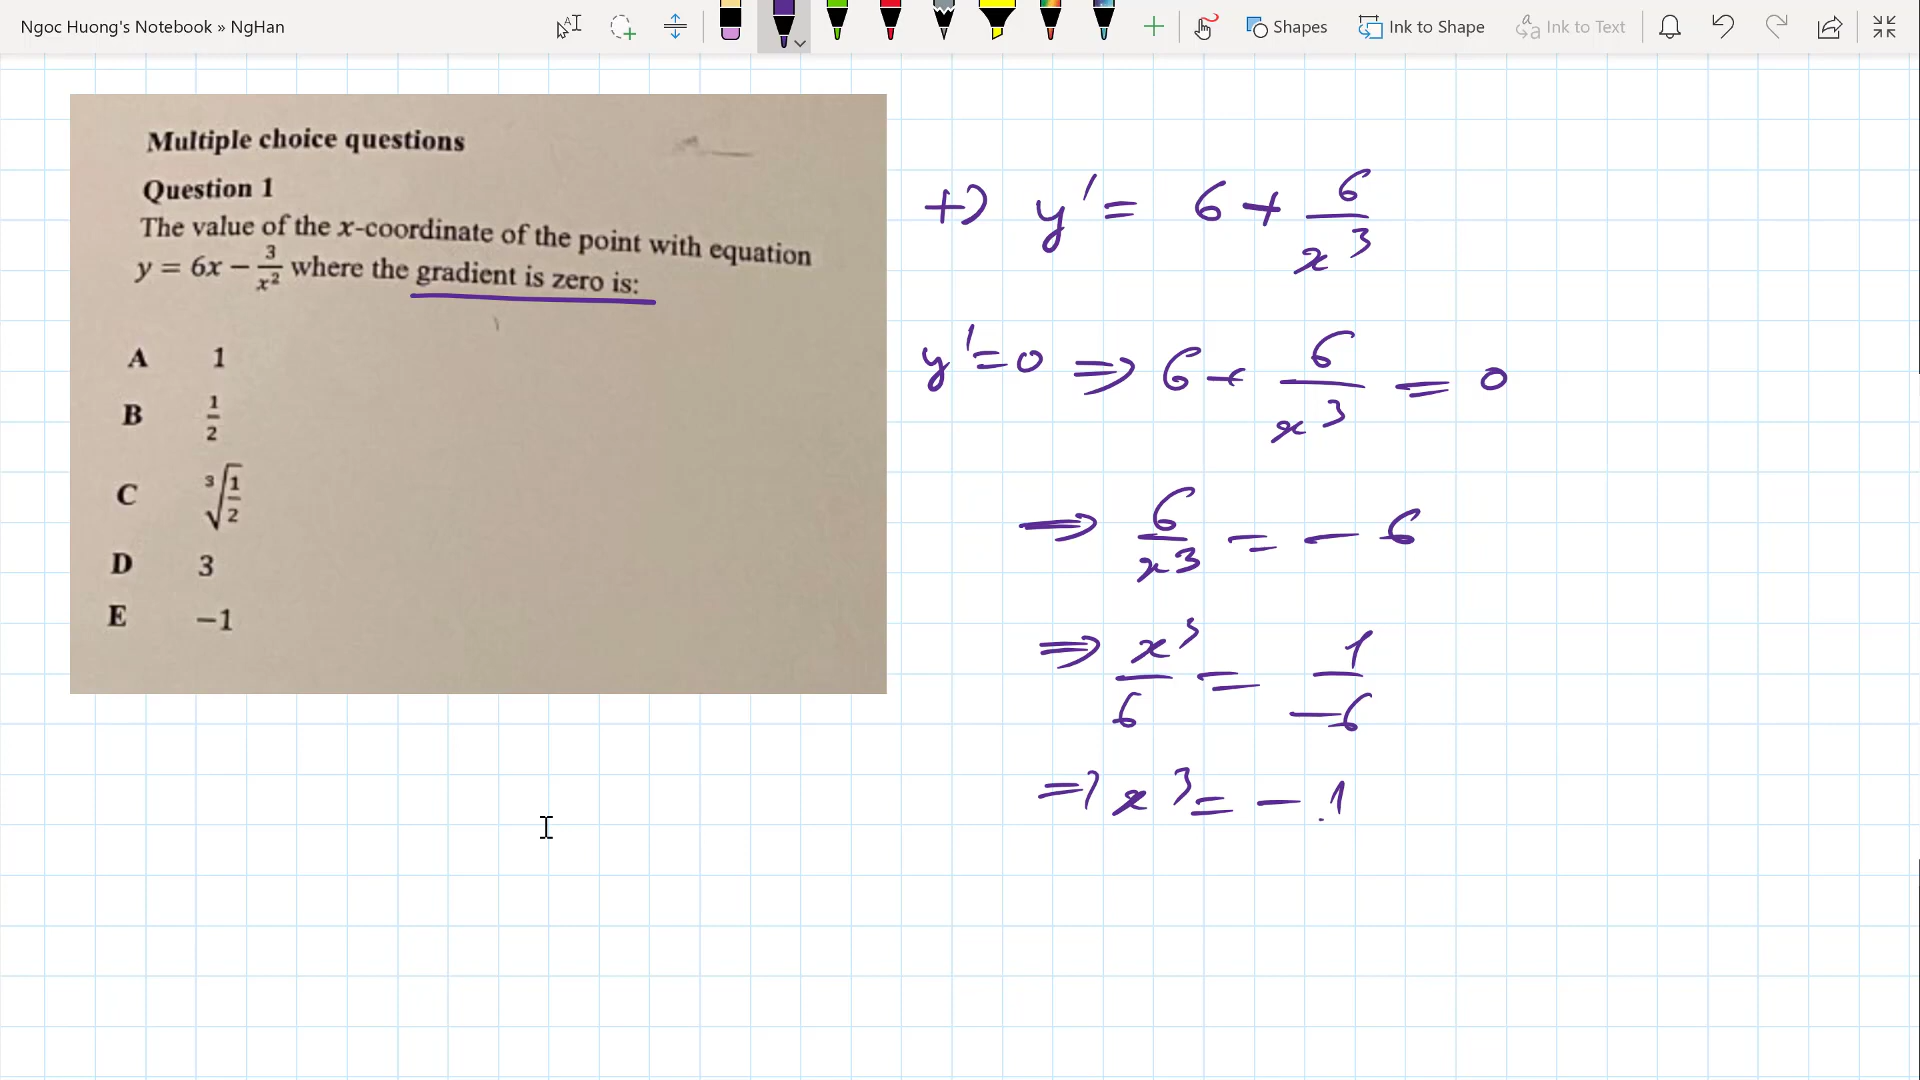 Ngoc Huong's Notebook » NgHan
Shapes
Ink to Shape
Ink to Text
Multiple choice questions
Question 1
The value of the x-coordinate of the point with equation
y = 6x − 3/x² where the gradient is zero is:
A 1
B 1/2
C ∛(1/2)
D 3
E −1
+) y' = 6 + 6/x³
y' = 0 ⇒ 6 + 6/x³ = 0
⇒ 6/x³ = − 6
⇒ x³/6 = 1/−6
⇒ x³ = − 1